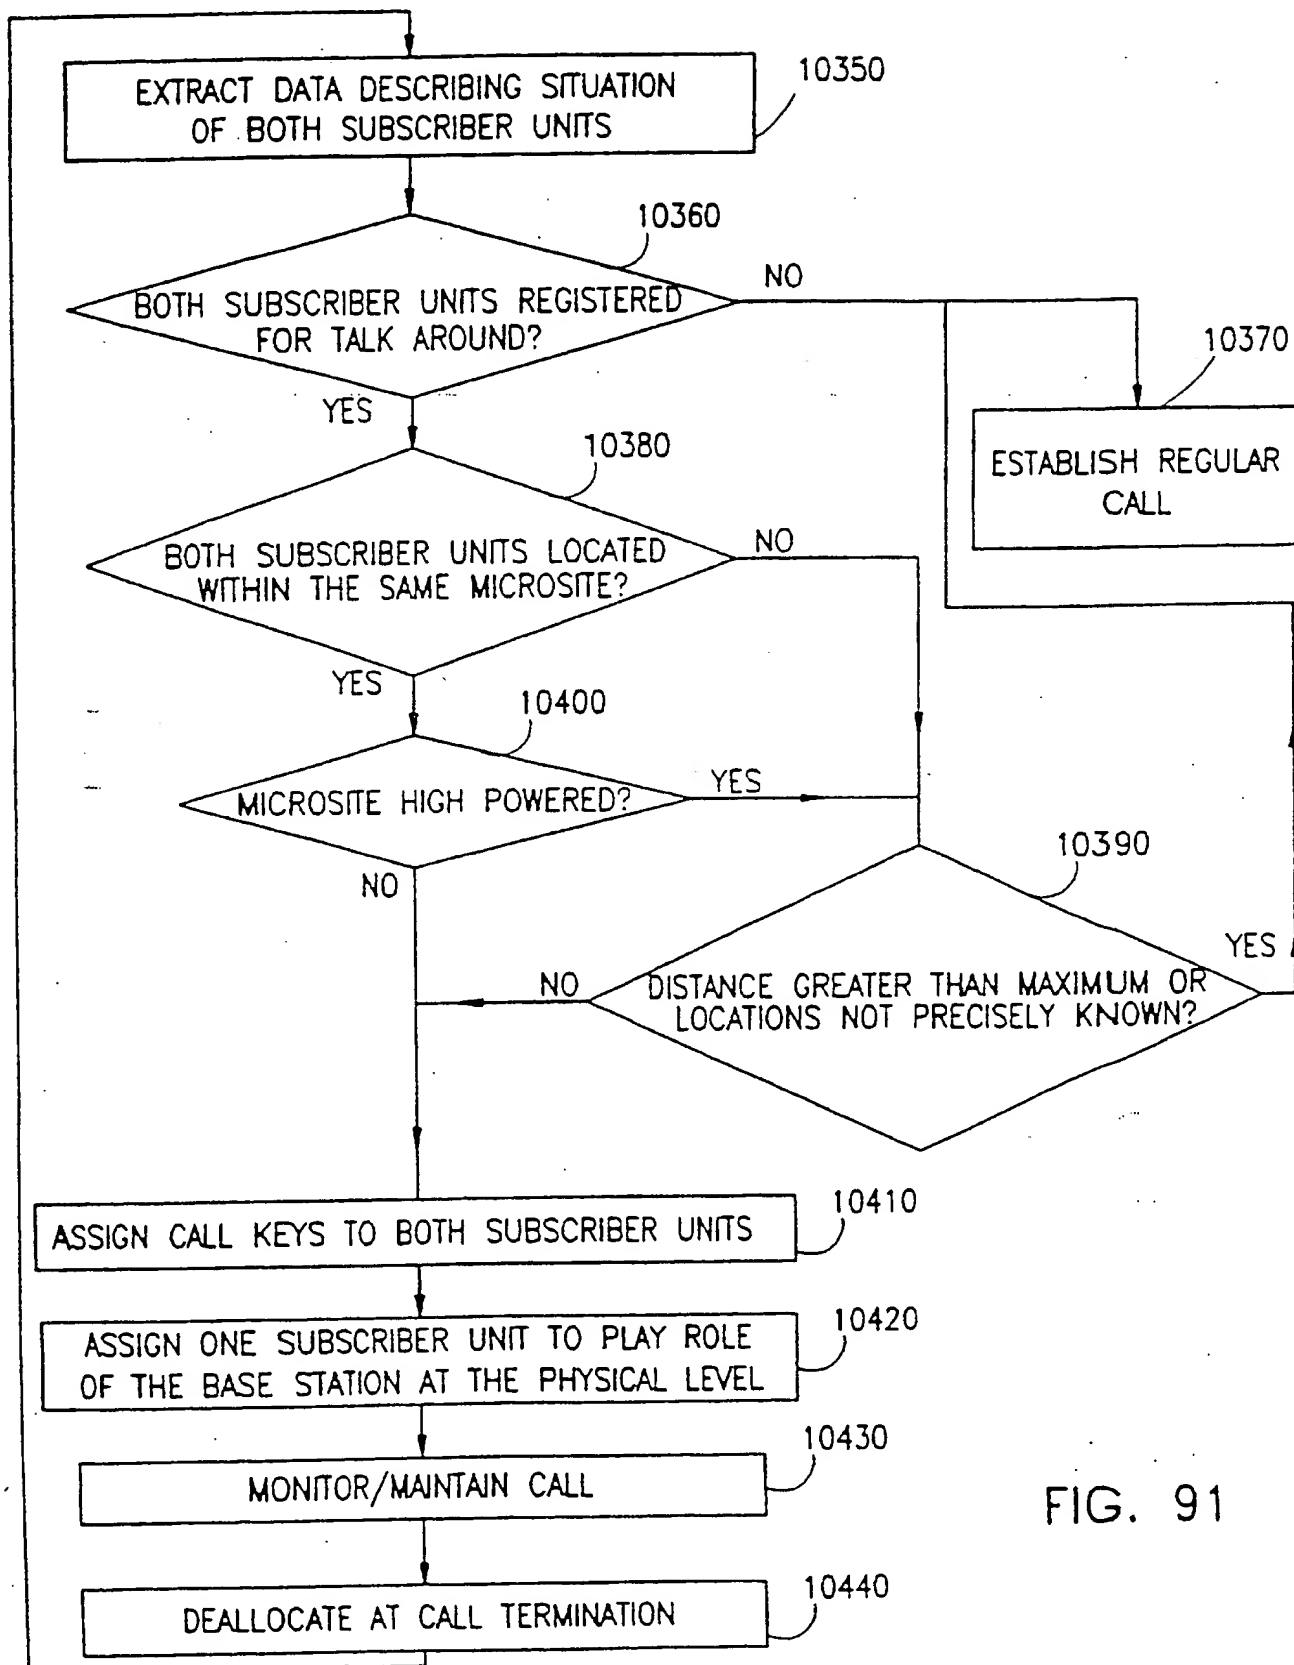 10350
EXTRACT DATA DESCRIBING SITUATION
OF BOTH SUBSCRIBER UNITS
10360
NO
BOTH SUBSCRIBER UNITS REGISTERED
FOR TALK AROUND?
10370
YES
10380
ESTABLISH REGULAR
CALL
NO
BOTH SUBSCRIBER UNITS LOCATED
WITHIN THE SAME MICROSITE?
YES
10400
YES
MICROSITE HIGH POWERED?
10390
NO
YES
NO
DISTANCE GREATER THAN MAXIMUM OR
LOCATIONS NOT PRECISELY KNOWN?
10410
ASSIGN CALL KEYS TO BOTH SUBSCRIBER UNITS
10420
ASSIGN ONE SUBSCRIBER UNIT TO PLAY ROLE
OF THE BASE STATION AT THE PHYSICAL LEVEL
10430
MONITOR/MAINTAIN CALL
FIG. 91
10440
DEALLOCATE AT CALL TERMINATION